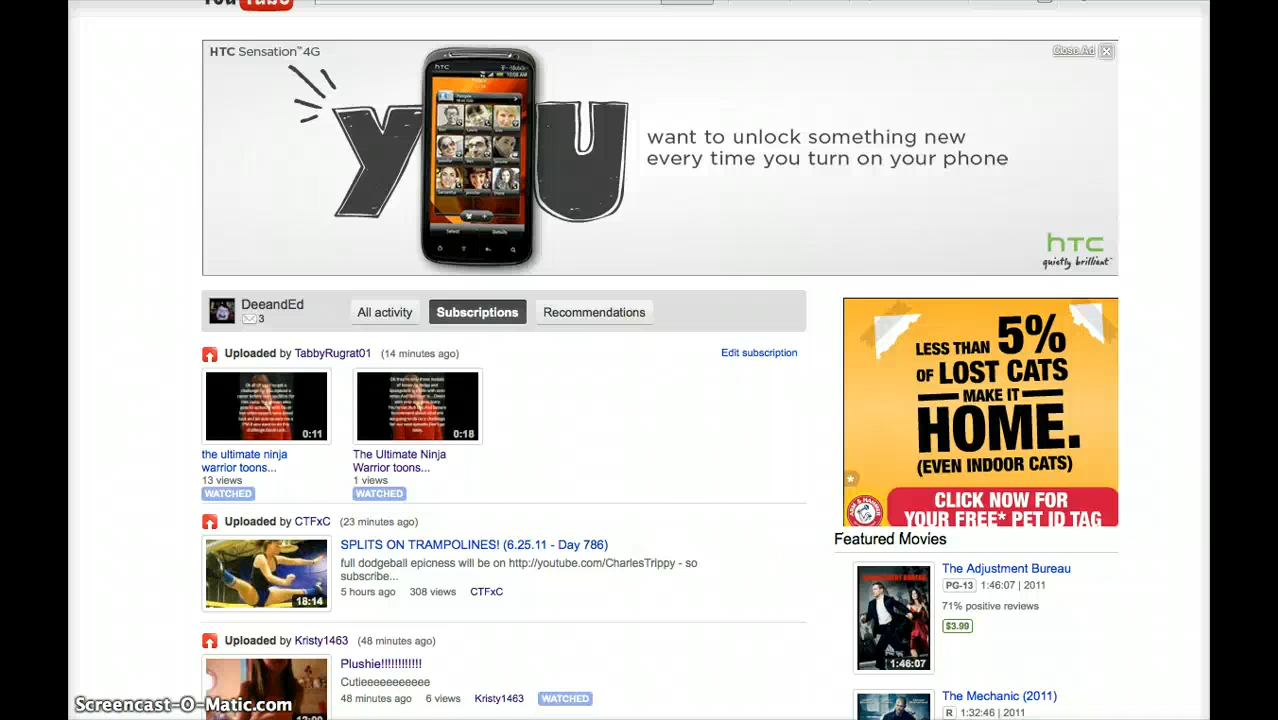 YouTube
HTC Sensation™4G
Close Ad
YOU
want to unlock something new
every time you turn on your phone
hTC
quietly brilliant™
DeeandEd
3
All activity
Subscriptions
Recommendations
Uploaded by TabbyRugrat01 (14 minutes ago)
Edit subscription
0:11
0:18
the ultimate ninja
warrior toons...
13 views
WATCHED
The Ultimate Ninja
Warrior toons...
1 views
WATCHED
Uploaded by CTFxC (23 minutes ago)
SPLITS ON TRAMPOLINES! (6.25.11 - Day 786)
full dodgeball epicness will be on http://youtube.com/CharlesTrippy - so
subscribe...
5 hours ago 308 views CTFxC
18:14
Uploaded by Kristy1463 (48 minutes ago)
Plushie!!!!!!!!!!!!
Cutieeeeeeeeeee
48 minutes ago 6 views Kristy1463 WATCHED
LESS THAN 5%
OF LOST CATS
MAKE IT
HOME.
(EVEN INDOOR CATS)
ARM & HAMMER
CLICK NOW FOR
YOUR FREE* PET ID TAG
Featured Movies
The Adjustment Bureau
PG-13 1:46:07 | 2011
71% positive reviews
$3.99
1:46:07
The Mechanic (2011)
R 1:32:46 | 2011
Screencast-O-Matic.com